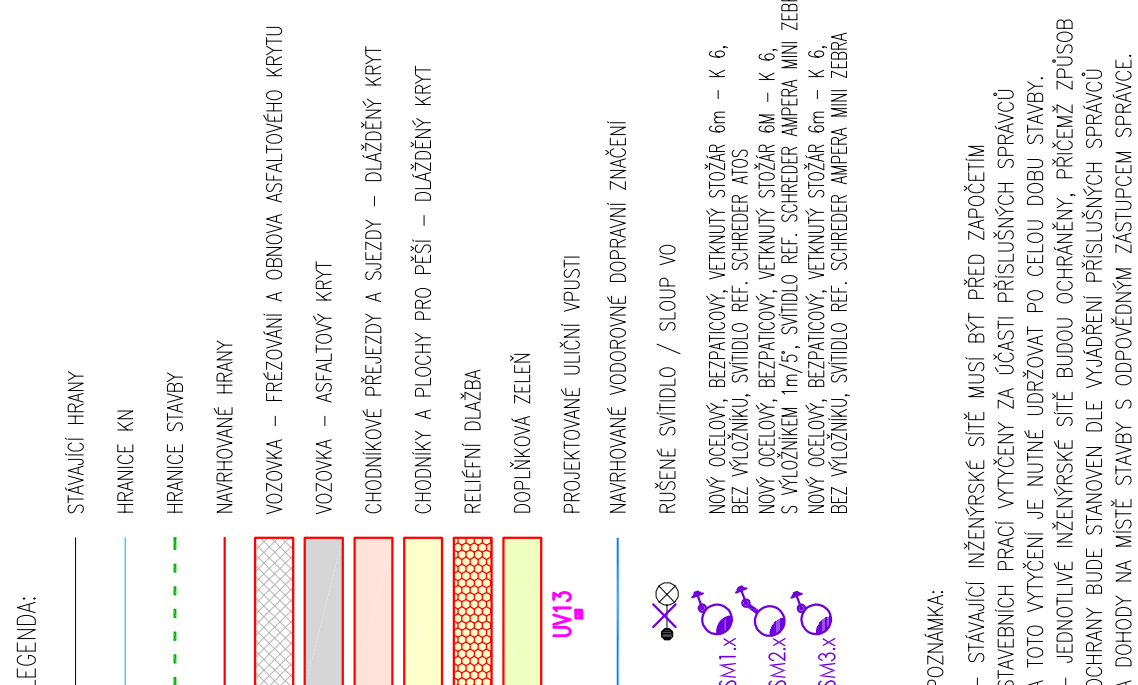 LEGENDA:
STÁVAJÍCÍ HRANY
HRANICE KN
HRANICE STAVBY
NAVRHOVANÉ HRANY
VOZOVKA – FRÉZOVÁNÍ A OBNOVA ASFALTOVÉHO KRYTU
VOZOVKA – ASFALTOVÝ KRYT
CHODNÍKOVÉ PŘEJEZDY A SJEZDY – DLÁŽDĚNÝ KRYT
CHODNÍKY A PLOCHY PRO PĚŠÍ – DLÁŽDĚNÝ KRYT
RELIÉFNÍ DLAŽBA
DOPLŇKOVÁ ZELEŇ
UV13 PROJEKTOVANÉ ULIČNÍ VPUSTI
NAVRHOVANÉ VODOROVNÉ DOPRAVNÍ ZNAČENÍ
RUŠENÉ SVÍTIDLO / SLOUP VO
SM1.x NOVÝ OCELOVÝ, BEZPATICOVÝ, VETKNUTÝ STOŽÁR 6m – K 6,
BEZ VÝLOŽNÍKU, SVÍTIDLO REF. SCHREDER ATOS
SM2.x NOVÝ OCELOVÝ, BEZPATICOVÝ, VETKNUTÝ STOŽÁR 6M – K 6,
S VÝLOŽNÍKEM 1m/5°, SVÍTIDLO REF. SCHREDER AMPERA MINI ZEBR
SM3.x NOVÝ OCELOVÝ, BEZPATICOVÝ, VETKNUTÝ STOŽÁR 6m – K 6,
BEZ VÝLOŽNÍKU, SVÍTIDLO REF. SCHREDER AMPERA MINI ZEBRA
POZNÁMKA:
– STÁVAJÍCÍ INŽENÝRSKÉ SÍTĚ MUSÍ BÝT PŘED ZAPOČETÍM
STAVEBNÍCH PRACÍ VYTÝČENY ZA ÚČASTI PŘÍSLUŠNÝCH SPRÁVCŮ
A TOTO VYTÝČENÍ JE NUTNÉ UDRŽOVAT PO CELOU DOBU STAVBY.
– JEDNOTLIVÉ INŽENÝRSKÉ SÍTĚ BUDOU OCHRÁNĚNY, PŘIČEMŽ ZPŮSOB
OCHRANY BUDE STANOVEN DLE VYJÁDŘENÍ PŘÍSLUŠNÝCH SPRÁVCŮ
A DOHODY NA MÍSTĚ STAVBY S ODPOVĚDNÝM ZÁSTUPCEM SPRÁVCE.